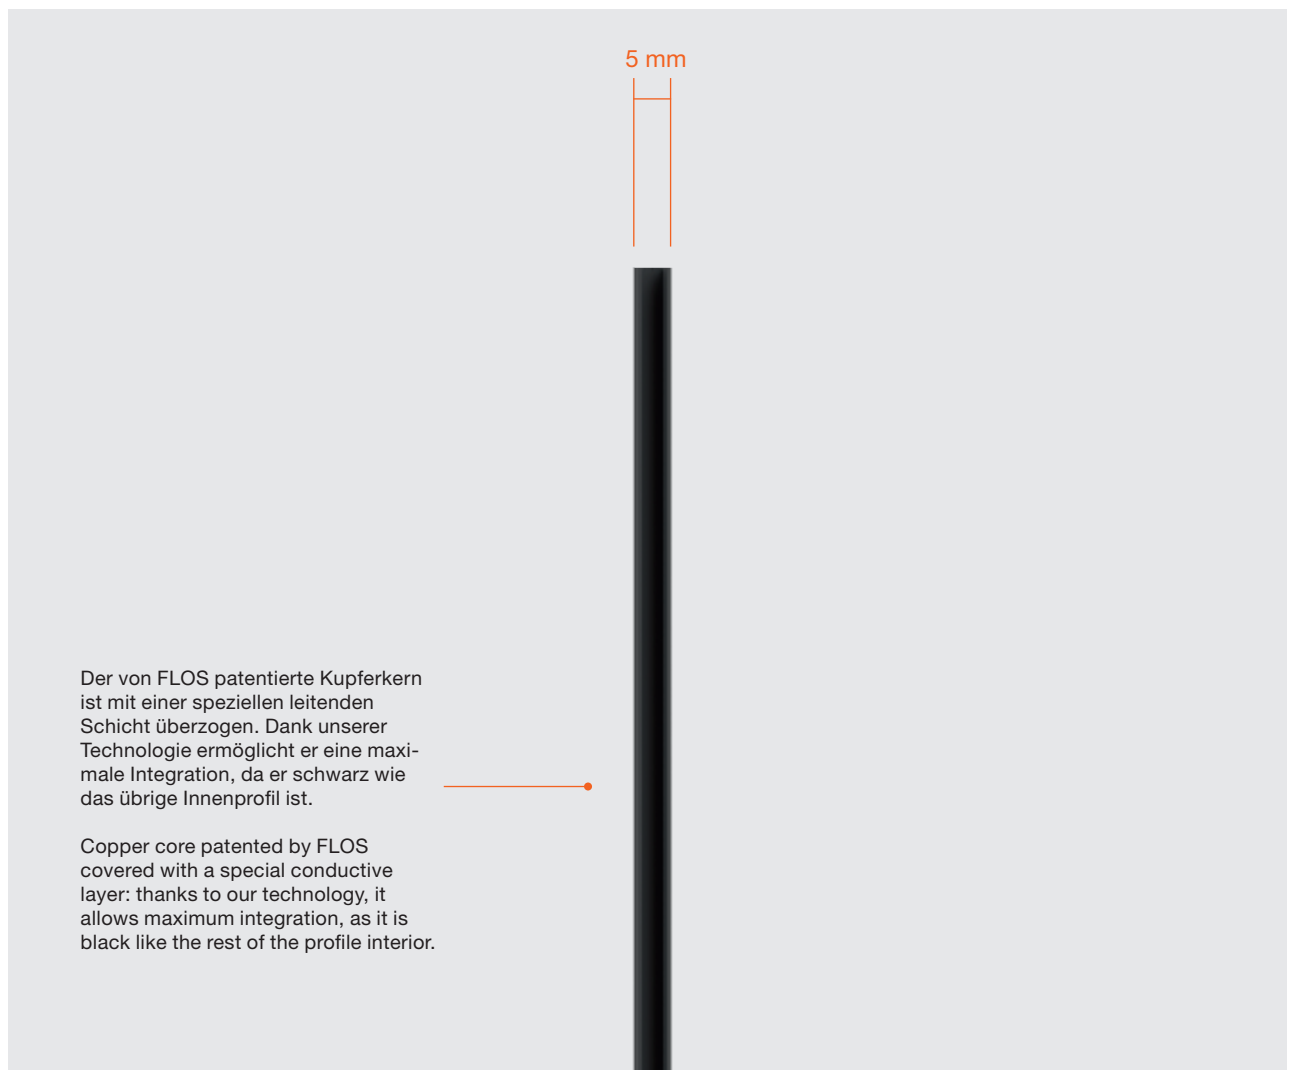 5 mm
Der von FLOS patentierte Kupferkern
ist mit einer speziellen leitenden
Schicht überzogen. Dank unserer
Technologie ermöglicht er eine maxi-
male Integration, da er schwarz wie
das übrige Innenprofil ist.
Copper core patented by FLOS
covered with a special conductive
layer: thanks to our technology, it
allows maximum integration, as it is
black like the rest of the profile interior.